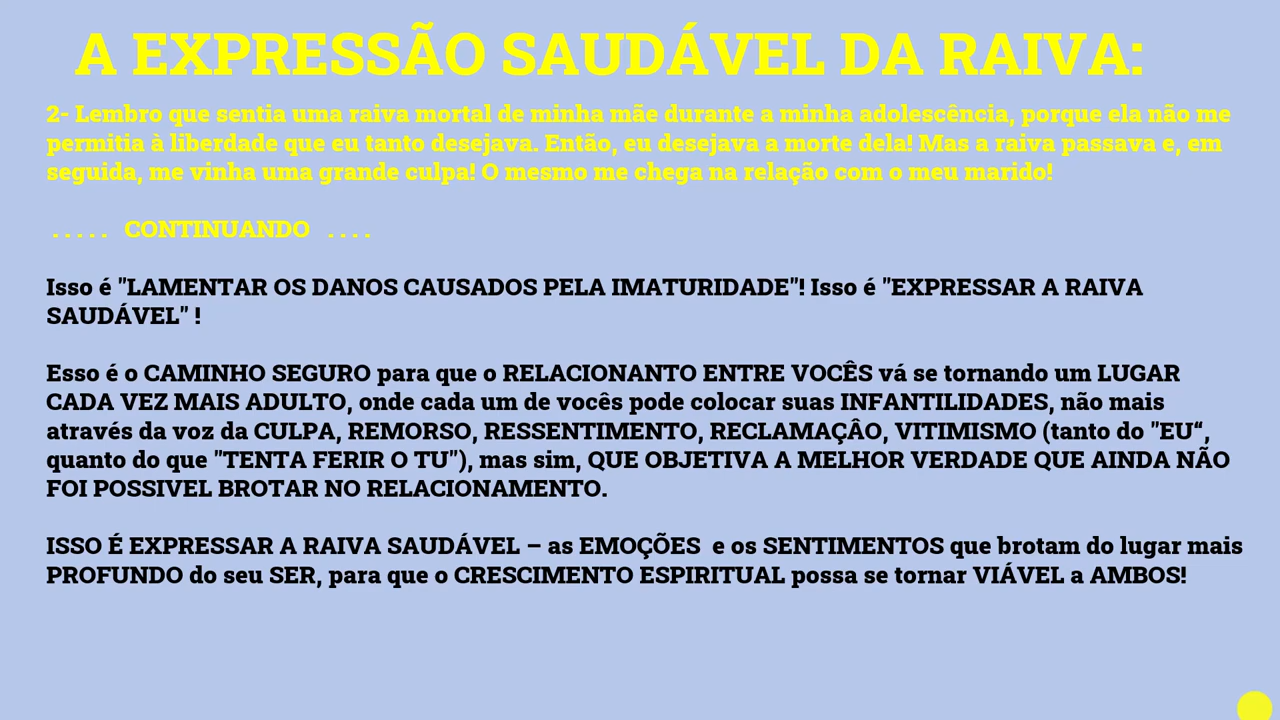 A EXPRESSÃO SAUDÁVEL DA RAIVA:
2- Lembro que sentia uma raiva mortal de minha mãe durante a minha adolescência, porque ela não me
permitia à liberdade que eu tanto desejava. Então, eu desejava a morte dela! Mas a raiva passava e, em
seguida, me vinha uma grande culpa! O mesmo me chega na relação com o meu marido!
. . . . .   CONTINUANDO   . . . .
Isso é "LAMENTAR OS DANOS CAUSADOS PELA IMATURIDADE"! Isso é "EXPRESSAR A RAIVA
SAUDÁVEL" !
Esso é o CAMINHO SEGURO para que o RELACIONANTO ENTRE VOCÊS vá se tornando um LUGAR
CADA VEZ MAIS ADULTO, onde cada um de vocês pode colocar suas INFANTILIDADES, não mais
através da voz da CULPA, REMORSO, RESSENTIMENTO, RECLAMAÇÂO, VITIMISMO (tanto do "EU“,
quanto do que "TENTA FERIR O TU"), mas sim, QUE OBJETIVA A MELHOR VERDADE QUE AINDA NÃO
FOI POSSIVEL BROTAR NO RELACIONAMENTO.
ISSO É EXPRESSAR A RAIVA SAUDÁVEL – as EMOÇÕES  e os SENTIMENTOS que brotam do lugar mais
PROFUNDO do seu SER, para que o CRESCIMENTO ESPIRITUAL possa se tornar VIÁVEL a AMBOS!